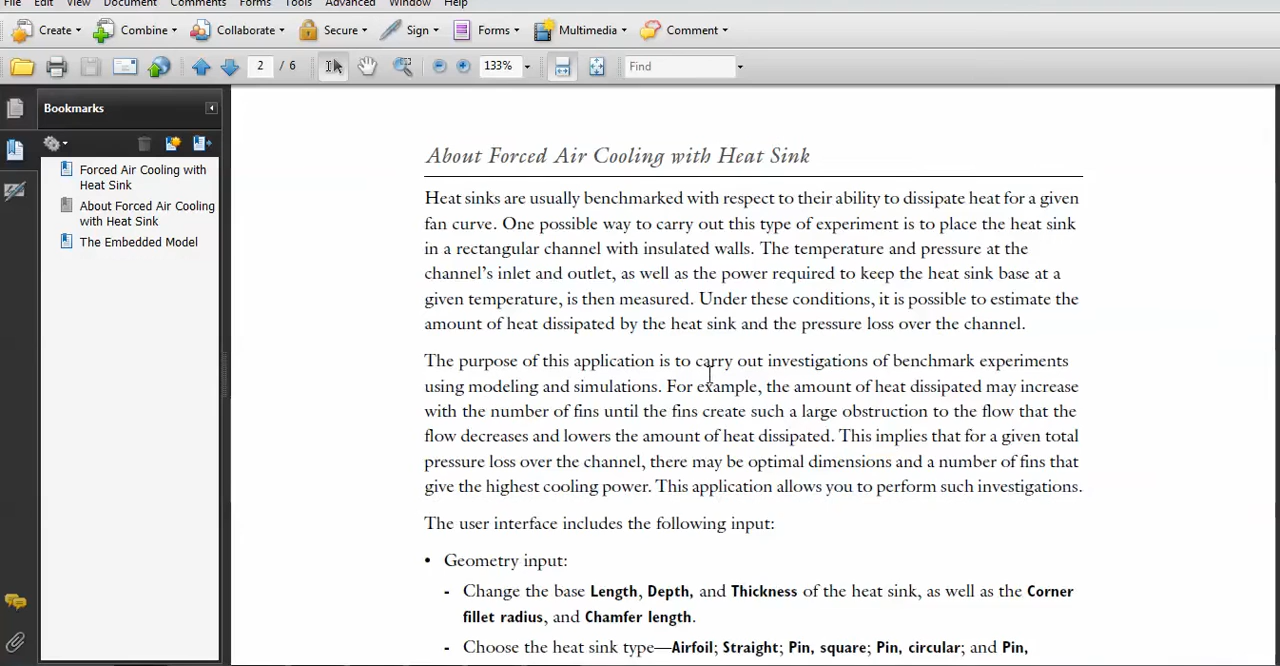 File Edit View Document Comments Forms Tools Advanced Window Help
Create Combine Collaborate Secure Sign Forms Multimedia Comment
2 / 6 133% Find
Bookmarks
Forced Air Cooling with
Heat Sink
About Forced Air Cooling
with Heat Sink
The Embedded Model
About Forced Air Cooling with Heat Sink
Heat sinks are usually benchmarked with respect to their ability to dissipate heat for a given
fan curve. One possible way to carry out this type of experiment is to place the heat sink
in a rectangular channel with insulated walls. The temperature and pressure at the
channel’s inlet and outlet, as well as the power required to keep the heat sink base at a
given temperature, is then measured. Under these conditions, it is possible to estimate the
amount of heat dissipated by the heat sink and the pressure loss over the channel.
The purpose of this application is to carry out investigations of benchmark experiments
using modeling and simulations. For example, the amount of heat dissipated may increase
with the number of fins until the fins create such a large obstruction to the flow that the
flow decreases and lowers the amount of heat dissipated. This implies that for a given total
pressure loss over the channel, there may be optimal dimensions and a number of fins that
give the highest cooling power. This application allows you to perform such investigations.
The user interface includes the following input:
• Geometry input:
- Change the base Length, Depth, and Thickness of the heat sink, as well as the Corner
fillet radius, and Chamfer length.
- Choose the heat sink type—Airfoil; Straight; Pin, square; Pin, circular; and Pin,